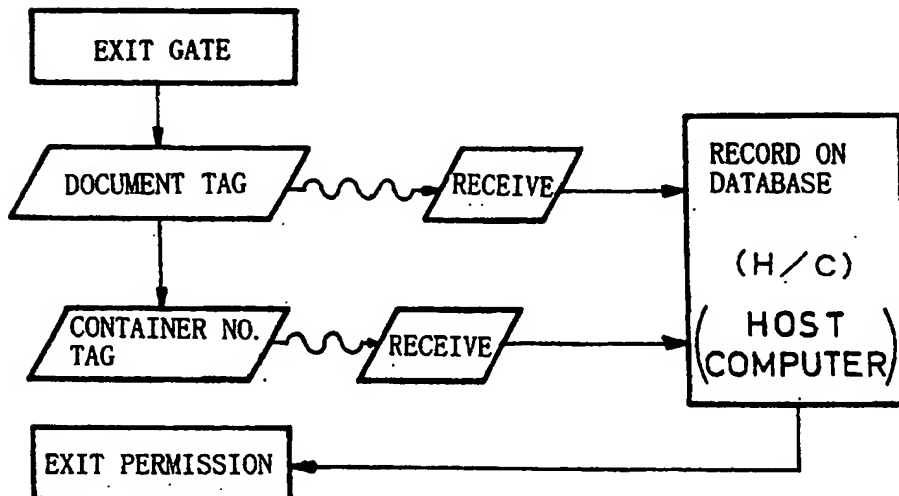 EXIT GATE
DOCUMENT TAG
RECEIVE
RECORD ON
DATABASE
(H/C)
(HOST
COMPUTER)
CONTAINER NO.
TAG
RECEIVE
EXIT PERMISSION